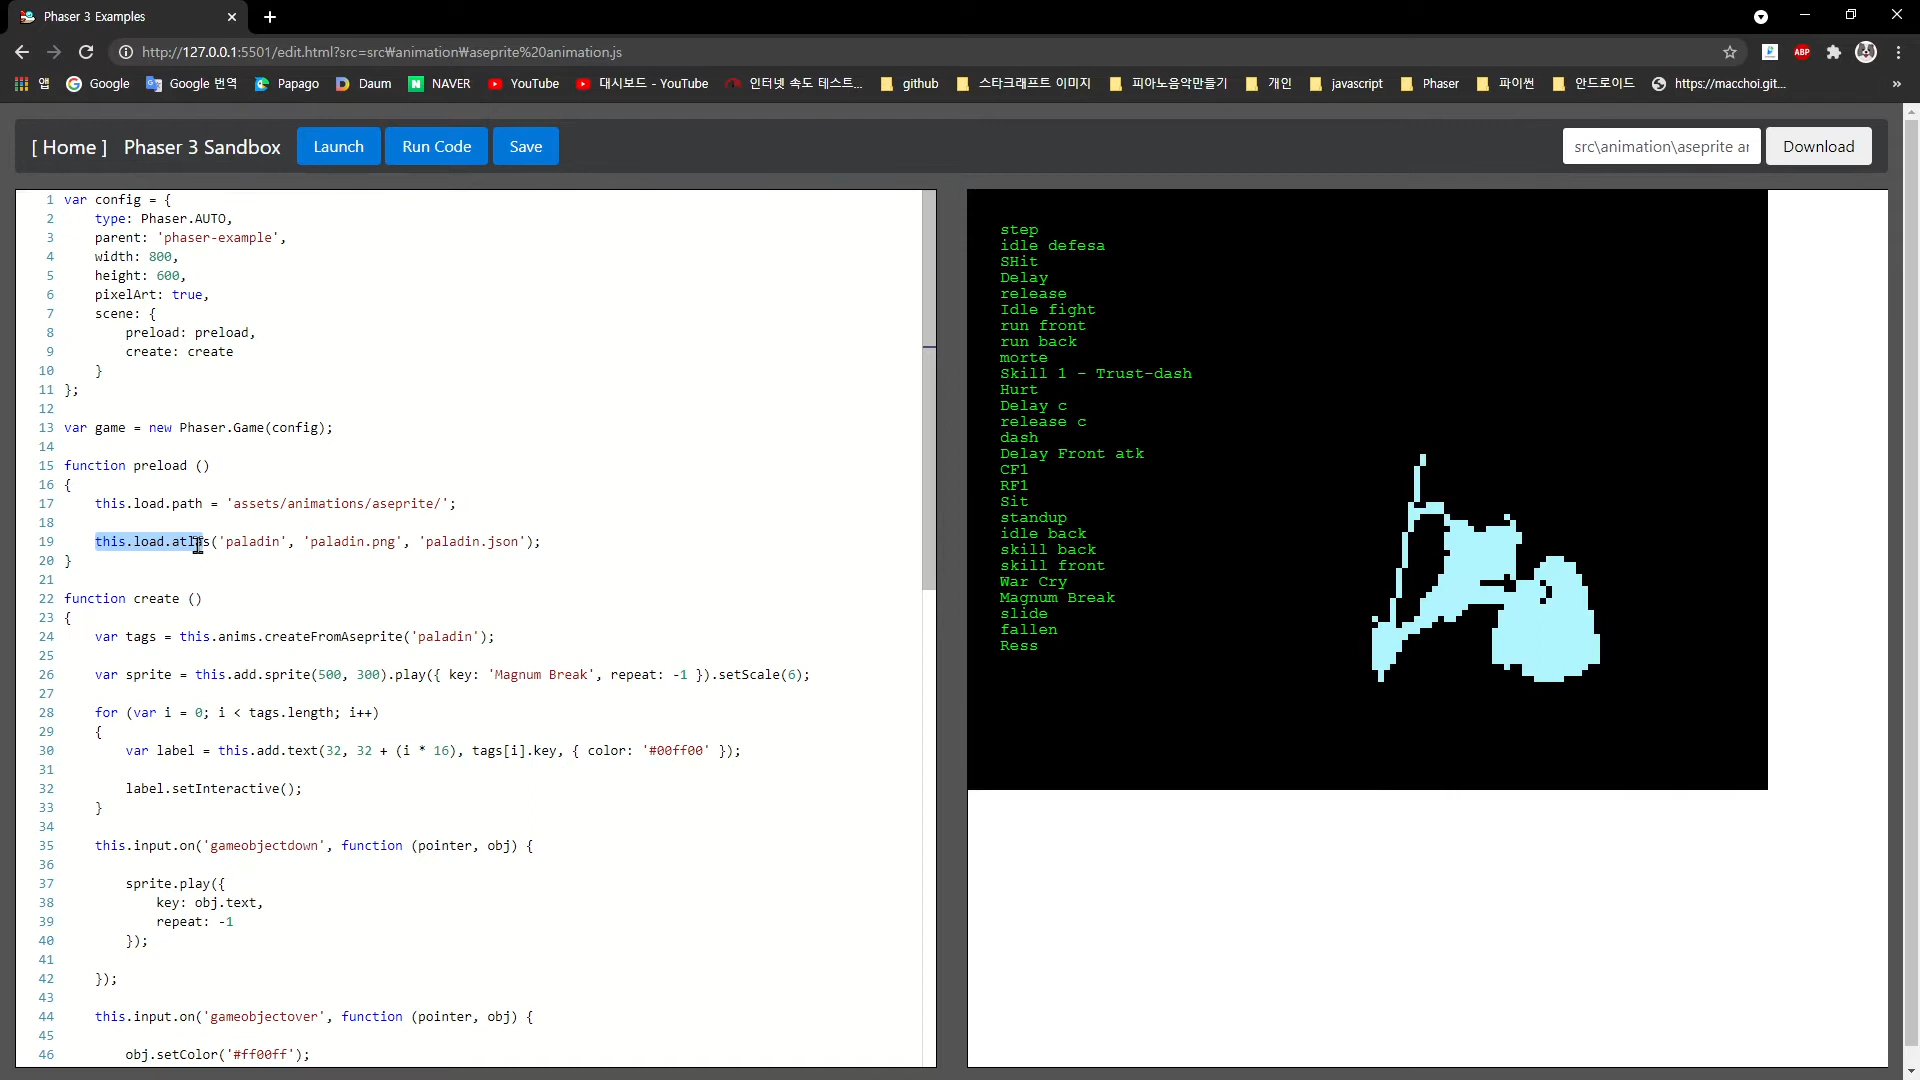 Phaser 3 Examples
http://127.0.0.1:5501/edit.html?src=src₩animation₩aseprite%20animation.js
ABP
앱 Google Google 번역 Papago Daum NAVER YouTube 대시보드 - YouTube 인터넷 속도 테스트... github 스타크래프트 이미지 피아노음악만들기 개인 javascript Phaser 파이썬 안드로이드 https://macchoi.git... »
[ Home ] Phaser 3 Sandbox Launch Run Code Save src\animation\aseprite ar Download
1 var config = {
2 type: Phaser.AUTO,
3 parent: 'phaser-example',
4 width: 800,
5 height: 600,
6 pixelArt: true,
7 scene: {
8 preload: preload,
9 create: create
10 }
11 };
12
13 var game = new Phaser.Game(config);
14
15 function preload ()
16 {
17 this.load.path = 'assets/animations/aseprite/';
18
19 this.load.atlas('paladin', 'paladin.png', 'paladin.json');
20 }
21
22 function create ()
23 {
24 var tags = this.anims.createFromAseprite('paladin');
25
26 var sprite = this.add.sprite(500, 300).play({ key: 'Magnum Break', repeat: -1 }).setScale(6);
27
28 for (var i = 0; i < tags.length; i++)
29 {
30 var label = this.add.text(32, 32 + (i * 16), tags[i].key, { color: '#00ff00' });
31
32 label.setInteractive();
33 }
34
35 this.input.on('gameobjectdown', function (pointer, obj) {
36
37 sprite.play({
38 key: obj.text,
39 repeat: -1
40 });
41
42 });
43
44 this.input.on('gameobjectover', function (pointer, obj) {
45
46 obj.setColor('#ff00ff');
step
idle defesa
SHit
Delay
release
Idle fight
run front
run back
morte
Skill 1 - Trust-dash
Hurt
Delay c
release c
dash
Delay Front atk
CF1
RF1
Sit
standup
idle back
skill back
skill front
War Cry
Magnum Break
slide
fallen
Ress